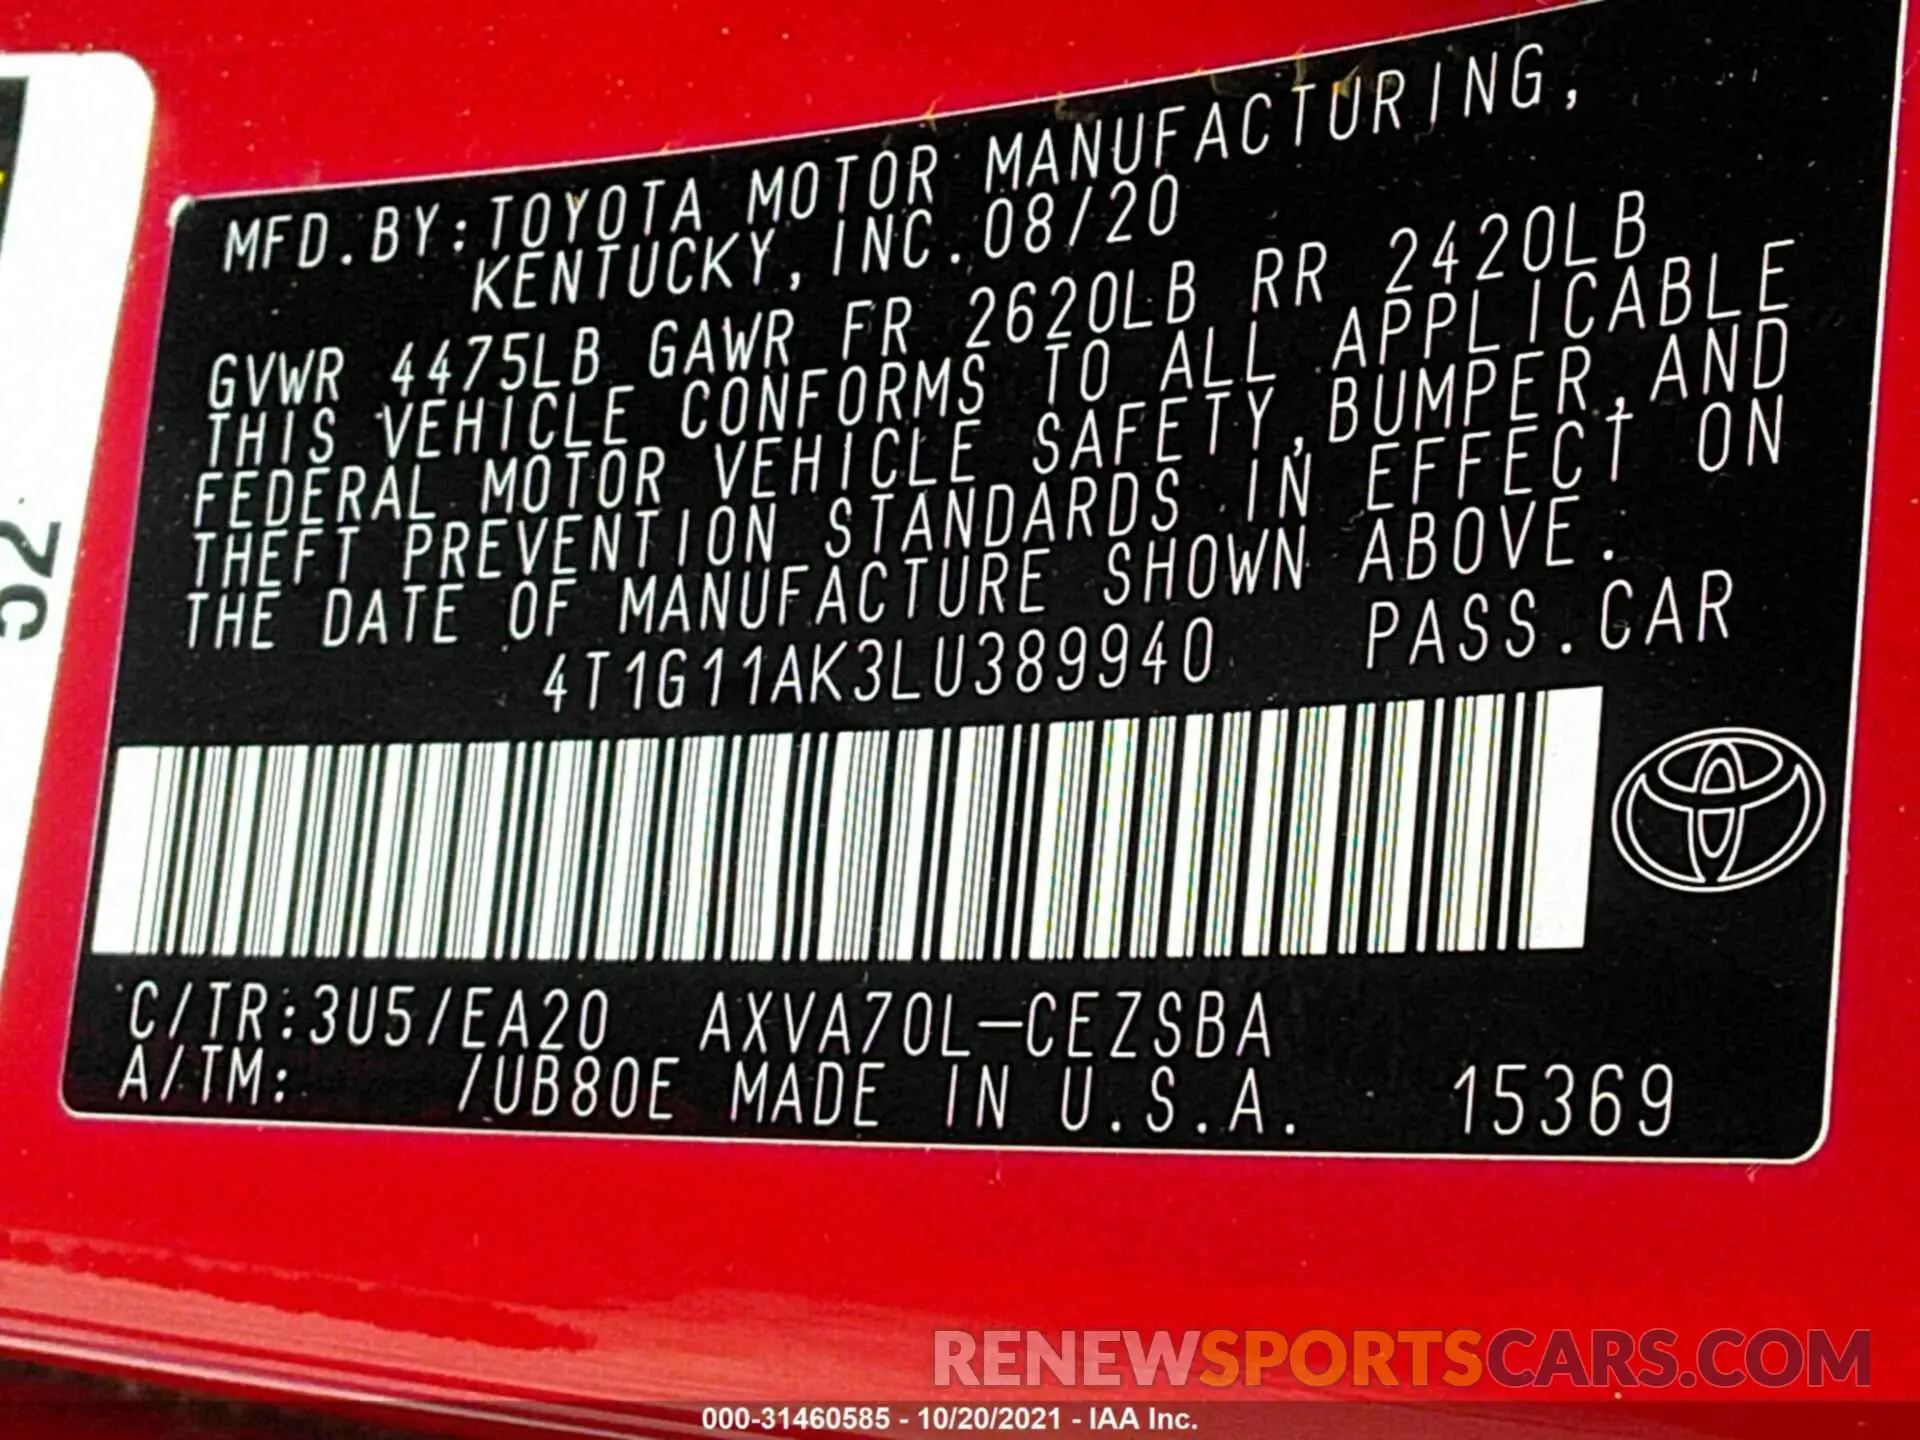 52
MFD.BY:TOYOTA MOTOR MANUFACTURING,
KENTUCKY, INC.08/20
GVWR 4475LB GAWR FR 2620LB RR 2420LB
THIS VEHICLE CONFORMS TO ALL APPLICABLE
FEDERAL MOTOR VEHICLE SAFETY,BUMPER,AND
THEFT PREVENTION STANDARDS IN EFFECT ON
THE DATE OF MANUFACTURE SHOWN ABOVE.
4T1G11AK3LU389940 PASS.CAR
C/TR:3U5/EA20 AXVA70L-CEZSBA
A/TM: /UB80E MADE IN U.S.A. 15369
RENEWSPORTSCARS.COM
000-31460585 - 10/20/2021 - IAA Inc.